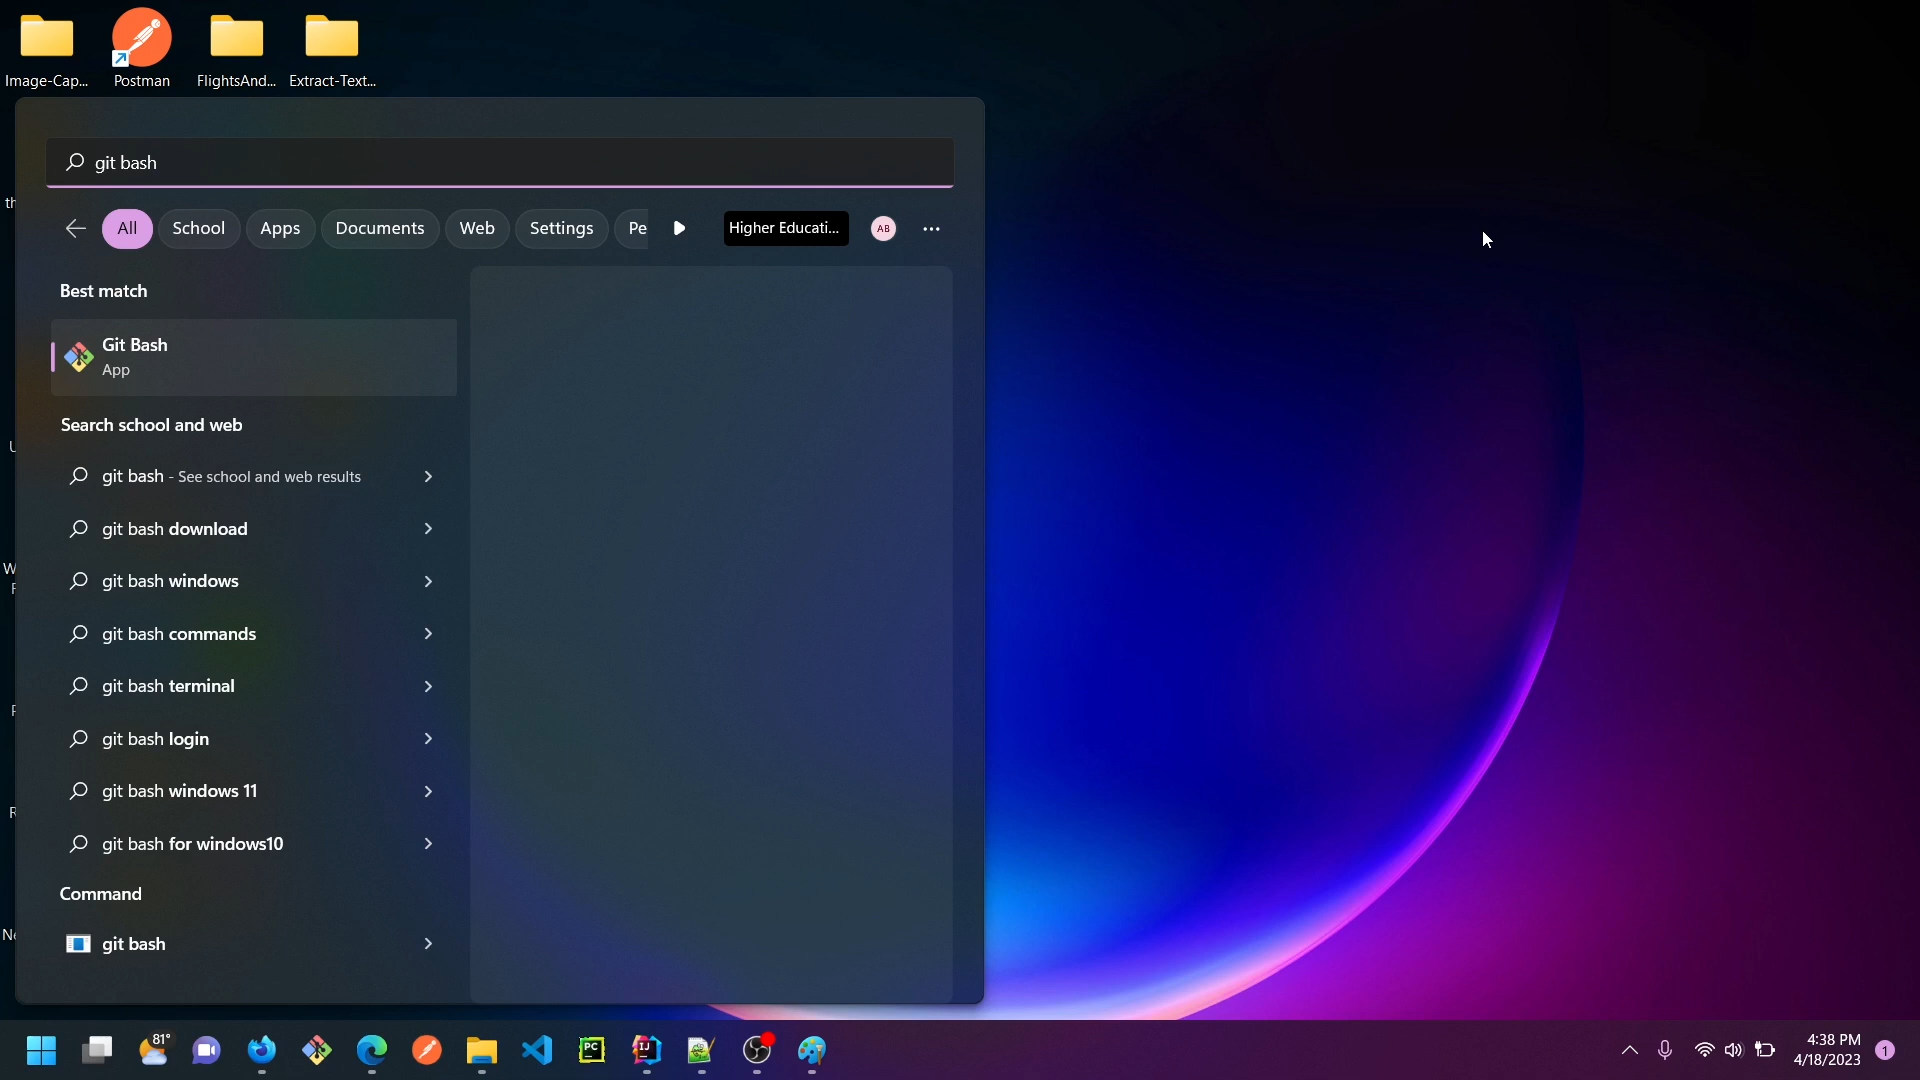 Image-Cap...
Postman
FlightsAnd...
Extract-Text...
git bash
All
School
Apps
Documents
Web
Settings
Pe
Higher Educati...
AB
Best match
Git Bash
App
Search school and web
git bash - See school and web results
git bash download
git bash windows
git bash commands
git bash terminal
git bash login
git bash windows 11
git bash for windows10
Command
git bash
81°
PC
IJ
4:38 PM
4/18/2023
1